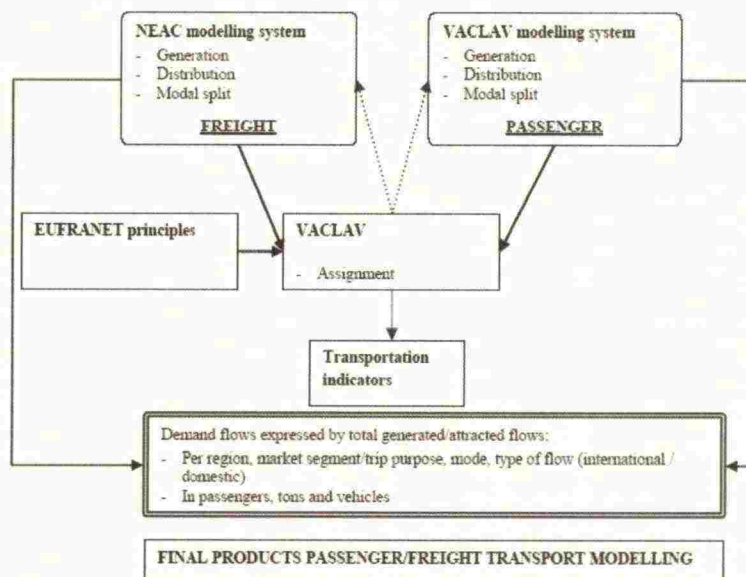 NEAC modelling system
- Generation
- Distribution
- Modal split
FREIGHT
VACLAV modelling system
- Generation
- Distribution
- Modal split
PASSENGER
EUFRANET principles
VACLAV
- Assignment
Transportation
indicators
Demand flows expressed by total generated/attracted flows:
- Per region, market segment/trip purpose, mode, type of flow (international /
domestic)
- In passengers, tons and vehicles
FINAL PRODUCTS PASSENGER/FREIGHT TRANSPORT MODELLING